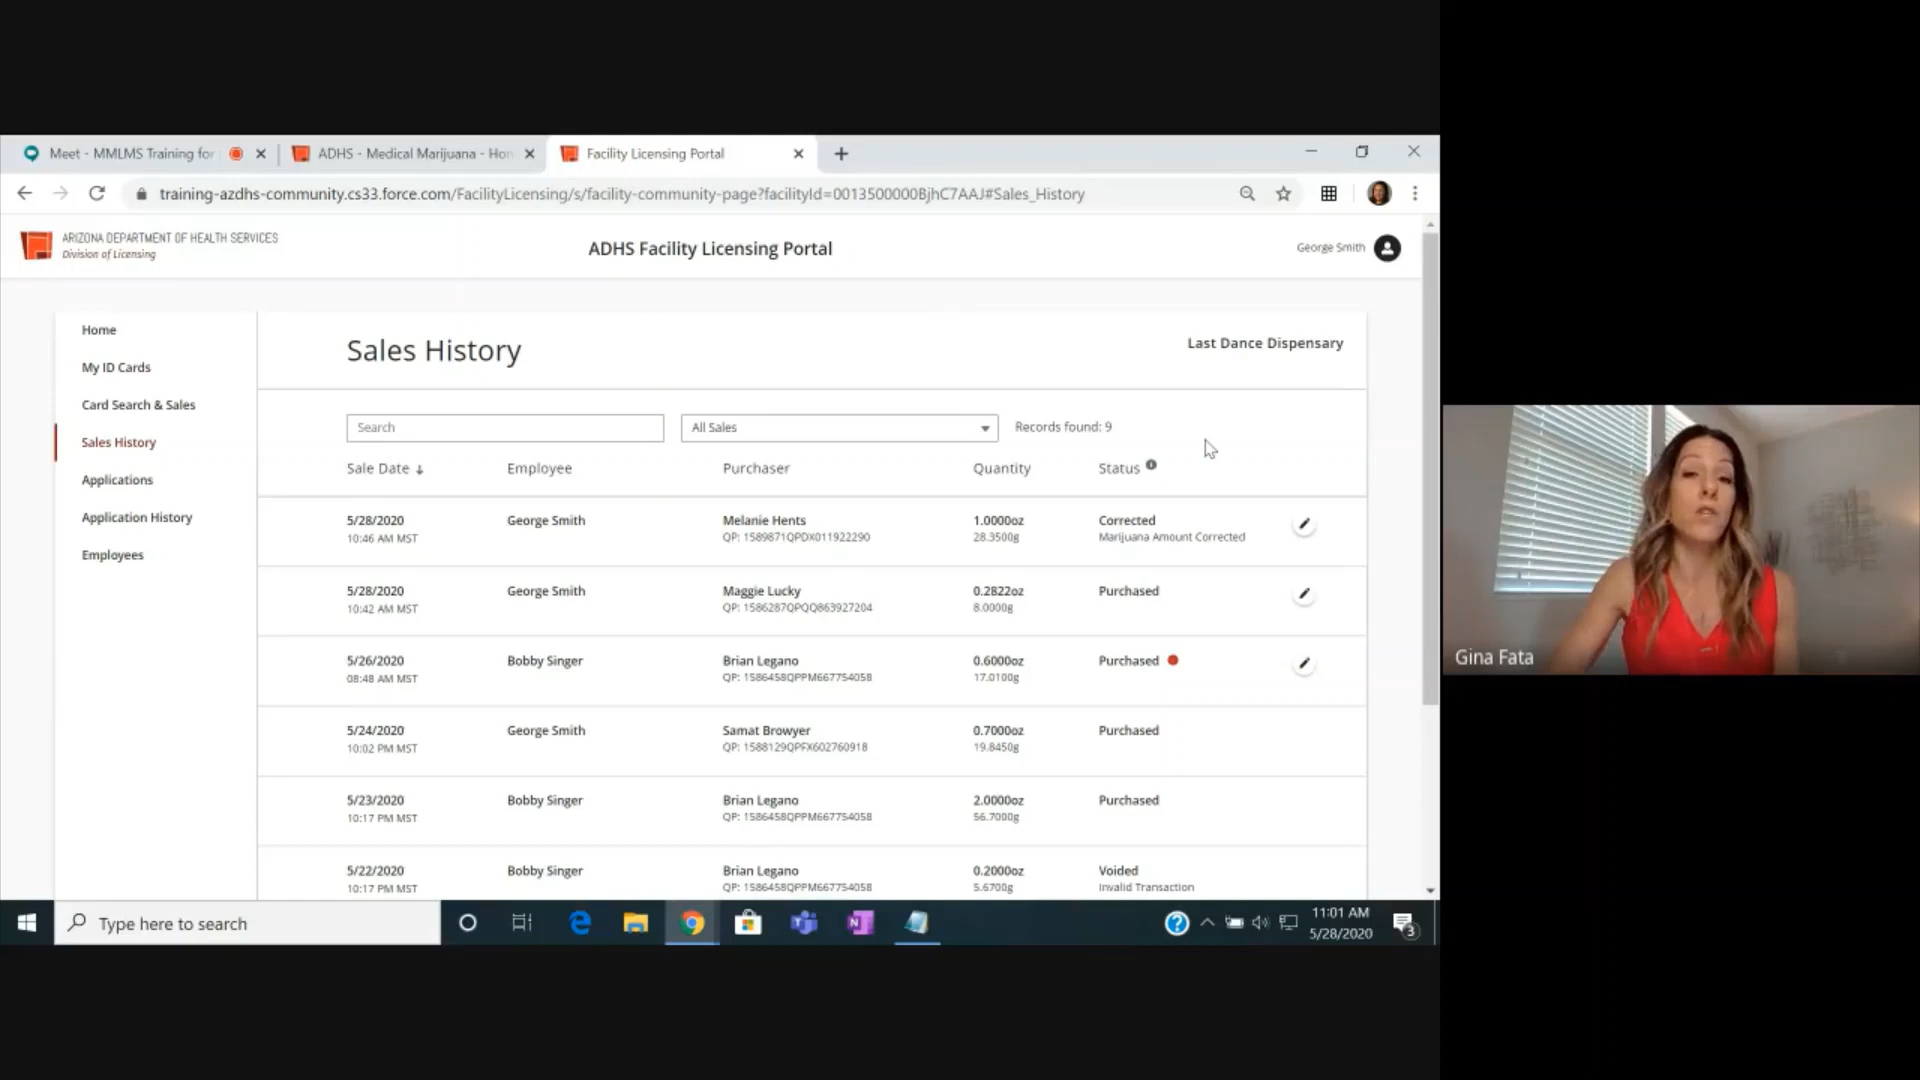 Meet - MMLMS Training for
ADHS - Medical Marijuana - Hon
Facility Licensing Portal
training-azdhs-community.cs33.force.com/FacilityLicensing/s/facility-community-page?facilityId=0013500000BjhC7AAJ#Sales_History
ARIZONA DEPARTMENT OF HEALTH SERVICES
Division of Licensing
ADHS Facility Licensing Portal
George Smith
Home
My ID Cards
Card Search & Sales
Sales History
Applications
Application History
Employees
Sales History
Last Dance Dispensary
Search
All Sales
Records found: 9
Sale Date Employee Purchaser Quantity Status
5/28/2020 George Smith Melanie Hents 1.0000oz Corrected
10:46 AM MST QP: 1589871QPDX011922290 28.3500g Marijuana Amount Corrected
5/28/2020 George Smith Maggie Lucky 0.2822oz Purchased
10:42 AM MST QP: 1586287QPQQ863927204 8.0000g
5/26/2020 Bobby Singer Brian Legano 0.6000oz Purchased
08:48 AM MST QP: 1586458QPPM667754058 17.0100g
5/24/2020 George Smith Samat Browyer 0.7000oz Purchased
10:02 PM MST QP: 1588129QPFX602760918 19.8450g
5/23/2020 Bobby Singer Brian Legano 2.0000oz Purchased
10:17 PM MST QP: 1586458QPPM667754058 56.7000g
5/22/2020 Bobby Singer Brian Legano 0.2000oz Voided
10:17 PM MST QP: 1586458QPPM667754058 5.6700g Invalid Transaction
Type here to search
11:01 AM
5/28/2020
3
Gina Fata